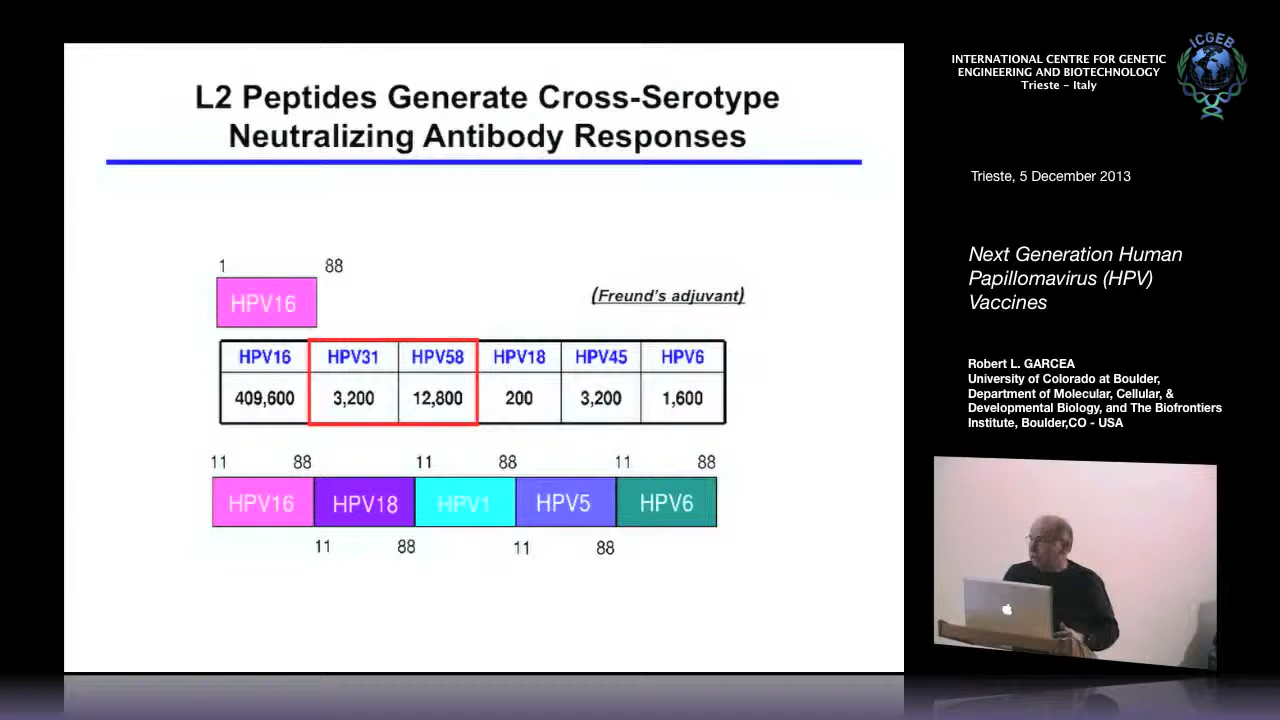 L2 Peptides Generate Cross-Serotype
Neutralizing Antibody Responses
1 88
HPV16
(Freund's adjuvant)
HPV16 HPV31 HPV58 HPV18 HPV45 HPV6
409,600 3,200 12,800 200 3,200 1,600
11 88 11 88 11 88
HPV16 HPV18 HPV1 HPV5 HPV6
11 88 11 88
INTERNATIONAL CENTRE FOR GENETIC
ENGINEERING AND BIOTECHNOLOGY
Trieste - Italy
ICGEB
Trieste, 5 December 2013
Next Generation Human
Papillomavirus (HPV)
Vaccines
Robert L. GARCEA
University of Colorado at Boulder,
Department of Molecular, Cellular, &
Developmental Biology, and The Biofrontiers
Institute, Boulder,CO - USA